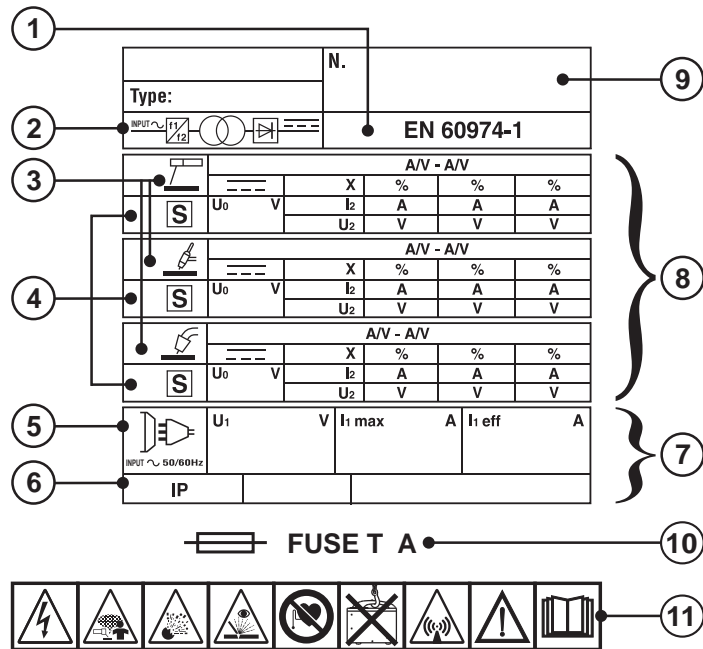 1
N.
9
Type:
2
INPUT ~ f1 f2
EN 60974-1
3
A/V - A/V
X % % %
S U0 V I2 A A A
U2 V V V
A/V - A/V
X % % %
4
S U0 V I2 A A A
U2 V V V
8
A/V - A/V
X % % %
S U0 V I2 A A A
U2 V V V
5
U1 V I1 max A I1 eff A
INPUT ~ 50/60Hz
7
6
IP
FUSE T A
10
11